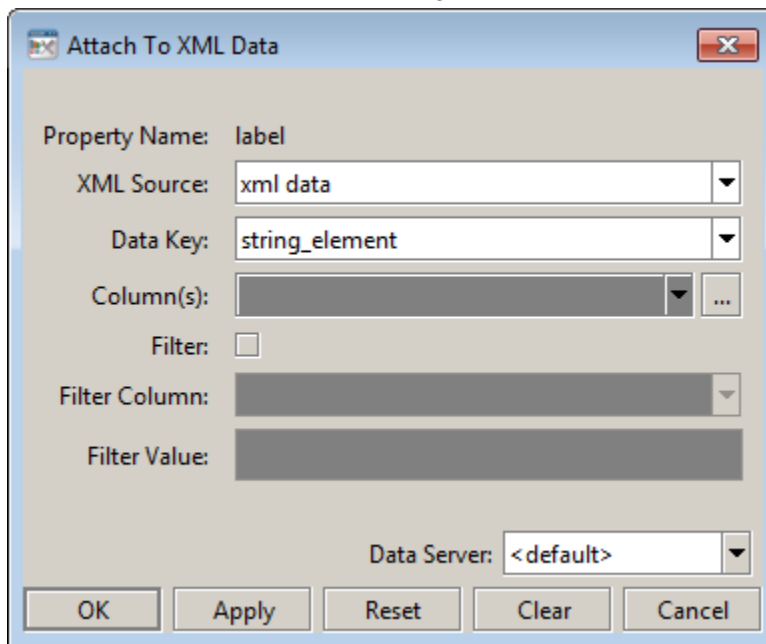 Attach To XML Data
Property Name: label
XML Source: xml data
Data Key: string_element
Column(s): ...
Filter:
Filter Column:
Filter Value:
Data Server: <default>
OK Apply Reset Clear Cancel